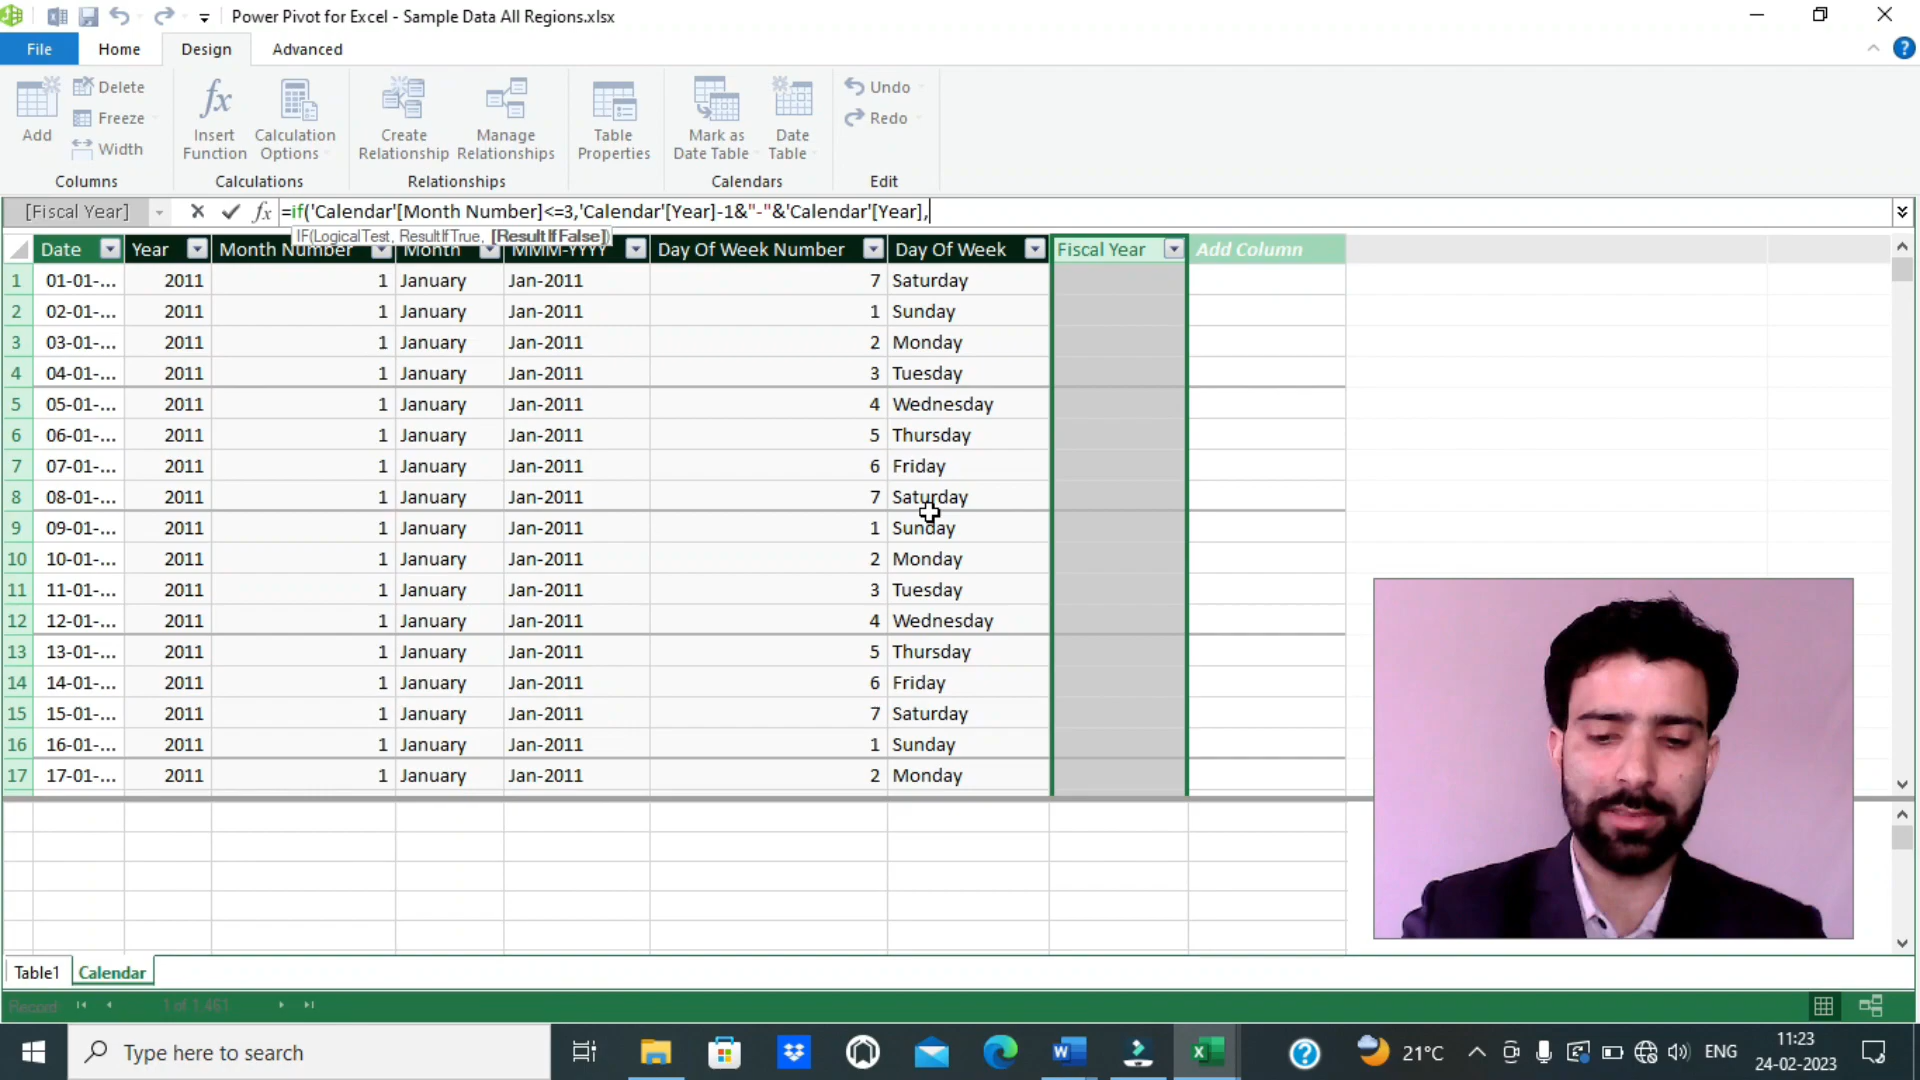 Power Pivot for Excel - Sample Data All Regions.xlsx
File Home Design Advanced
Add Delete Freeze Width
Insert Function Calculation Options
Create Relationship Manage Relationships
Table Properties
Mark as Date Table Date Table
Undo Redo
Columns Calculations Relationships Calendars Edit
[Fiscal Year] fx =if('Calendar'[Month Number]<=3,'Calendar'[Year]-1&"-"&'Calendar'[Year],
IF(LogicalTest, ResultIfTrue, [ResultIfFalse])
Date Year Month Number Month MMM-YYYY Day Of Week Number Day Of Week Fiscal Year Add Column
1 01-01-... 2011 1 January Jan-2011 7 Saturday
2 02-01-... 2011 1 January Jan-2011 1 Sunday
3 03-01-... 2011 1 January Jan-2011 2 Monday
4 04-01-... 2011 1 January Jan-2011 3 Tuesday
5 05-01-... 2011 1 January Jan-2011 4 Wednesday
6 06-01-... 2011 1 January Jan-2011 5 Thursday
7 07-01-... 2011 1 January Jan-2011 6 Friday
8 08-01-... 2011 1 January Jan-2011 7 Saturday
9 09-01-... 2011 1 January Jan-2011 1 Sunday
10 10-01-... 2011 1 January Jan-2011 2 Monday
11 11-01-... 2011 1 January Jan-2011 3 Tuesday
12 12-01-... 2011 1 January Jan-2011 4 Wednesday
13 13-01-... 2011 1 January Jan-2011 5 Thursday
14 14-01-... 2011 1 January Jan-2011 6 Friday
15 15-01-... 2011 1 January Jan-2011 7 Saturday
16 16-01-... 2011 1 January Jan-2011 1 Sunday
17 17-01-... 2011 1 January Jan-2011 2 Monday
Table1 Calendar
Record: 1 of 1,461
Type here to search
21°C ENG 11:23
24-02-2023